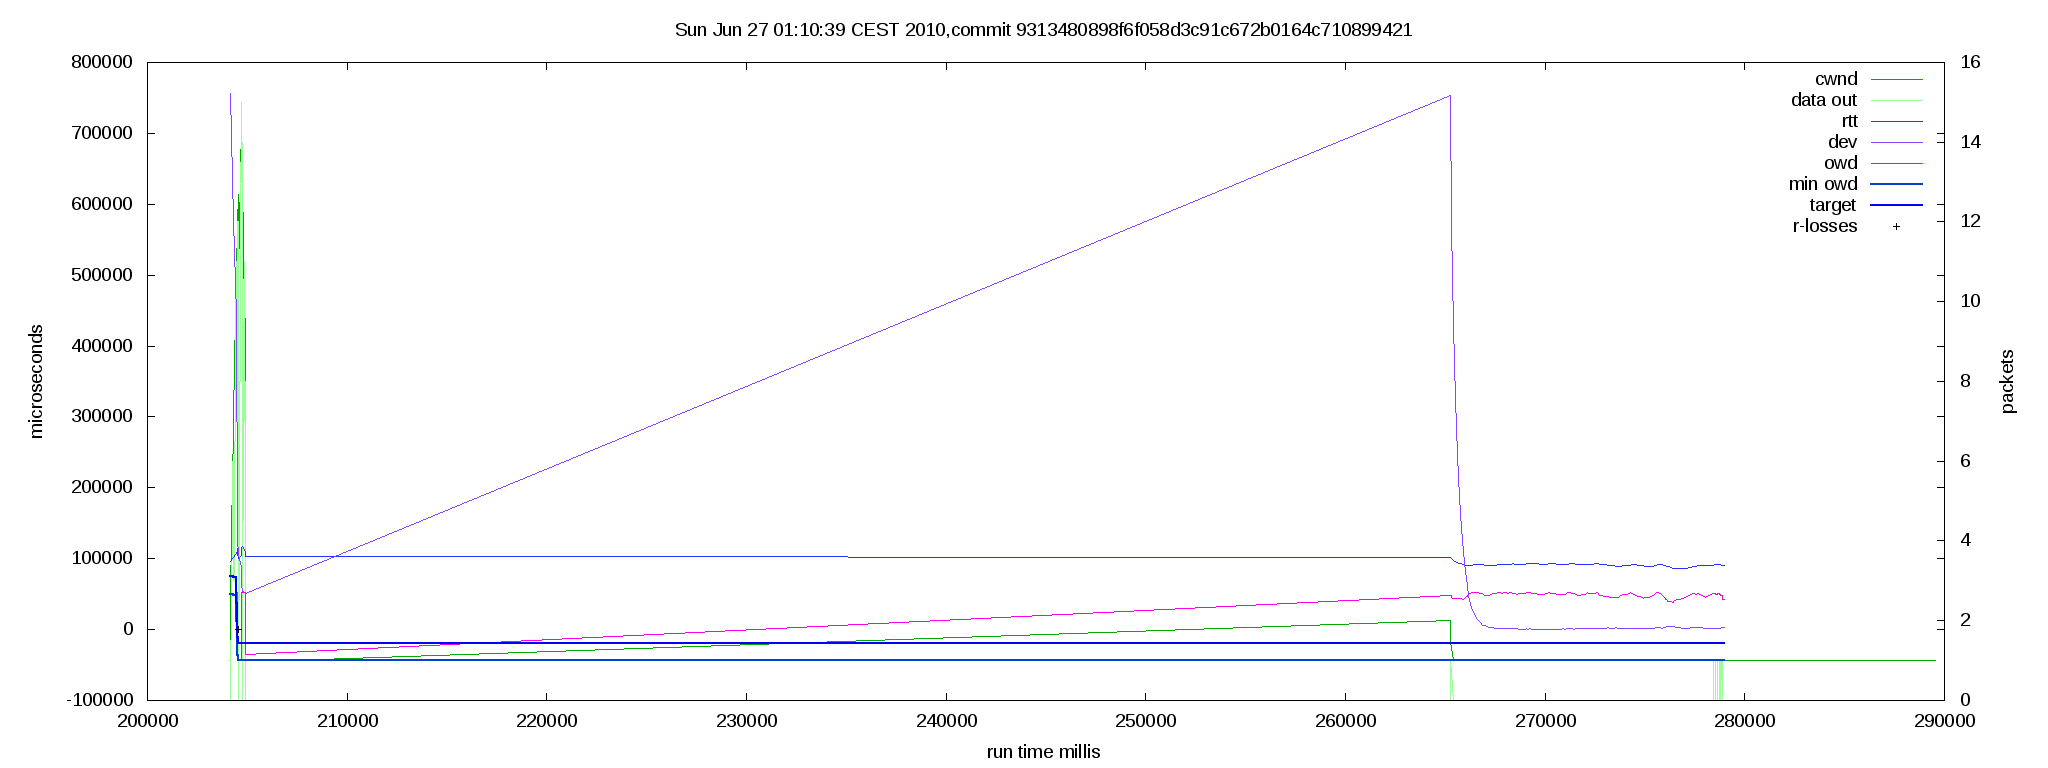 Sun Jun 27 01:10:39 CEST 2010,commit 9313480898f6f058d3c91c672b0164c710899421
800000
700000
600000
500000
400000
300000
200000
100000
0
-100000
microseconds
16
14
12
10
8
6
4
2
0
packets
cwnd
data out
rtt
dev
owd
min owd
target
r-losses
200000 210000 220000 230000 240000 250000 260000 270000 280000 290000
run time millis